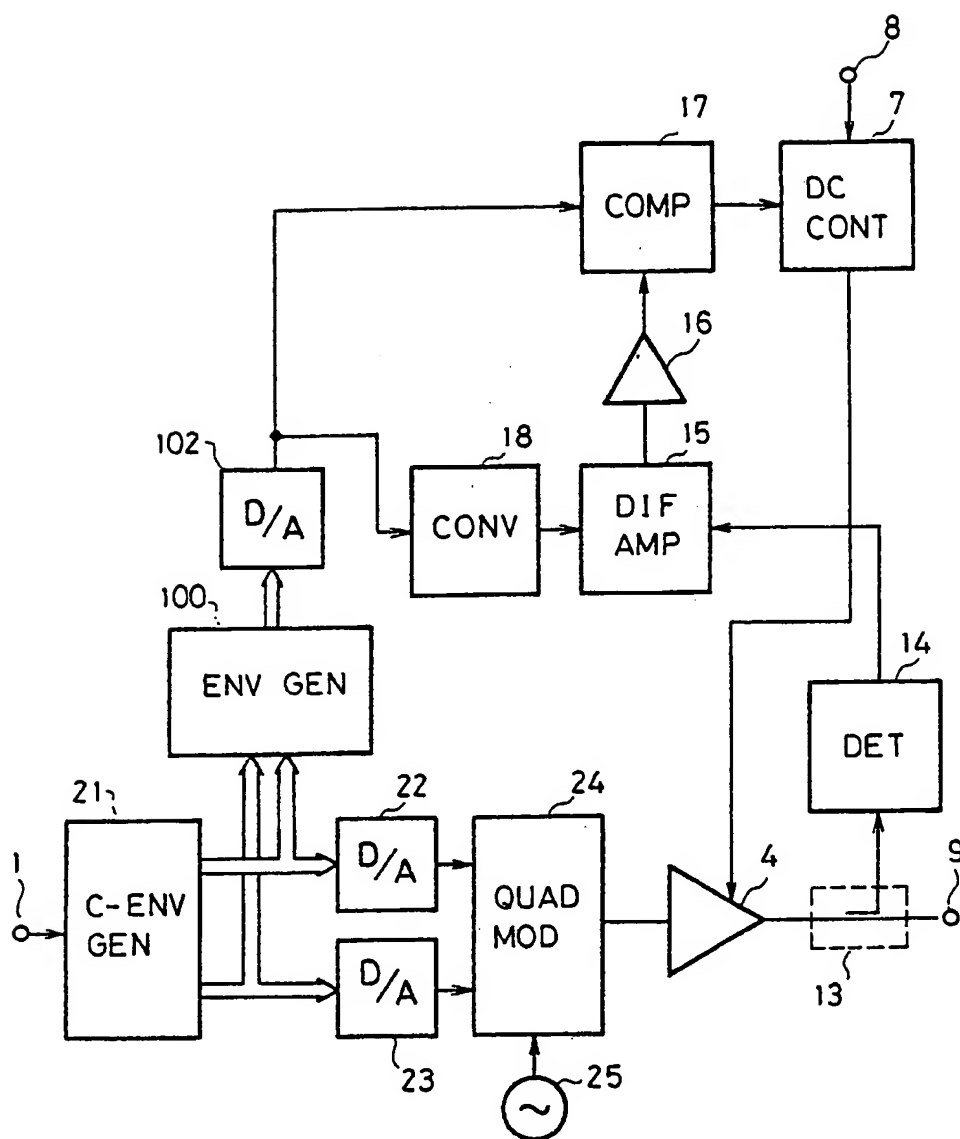 8
17
7
COMP
DC
CONT
16
102
18
15
D/A
CONV
DIF
AMP
100
ENV GEN
14
DET
21
22
24
4
9
1
D/A
C-ENV
GEN
QUAD
MOD
D/A
13
23
25
~